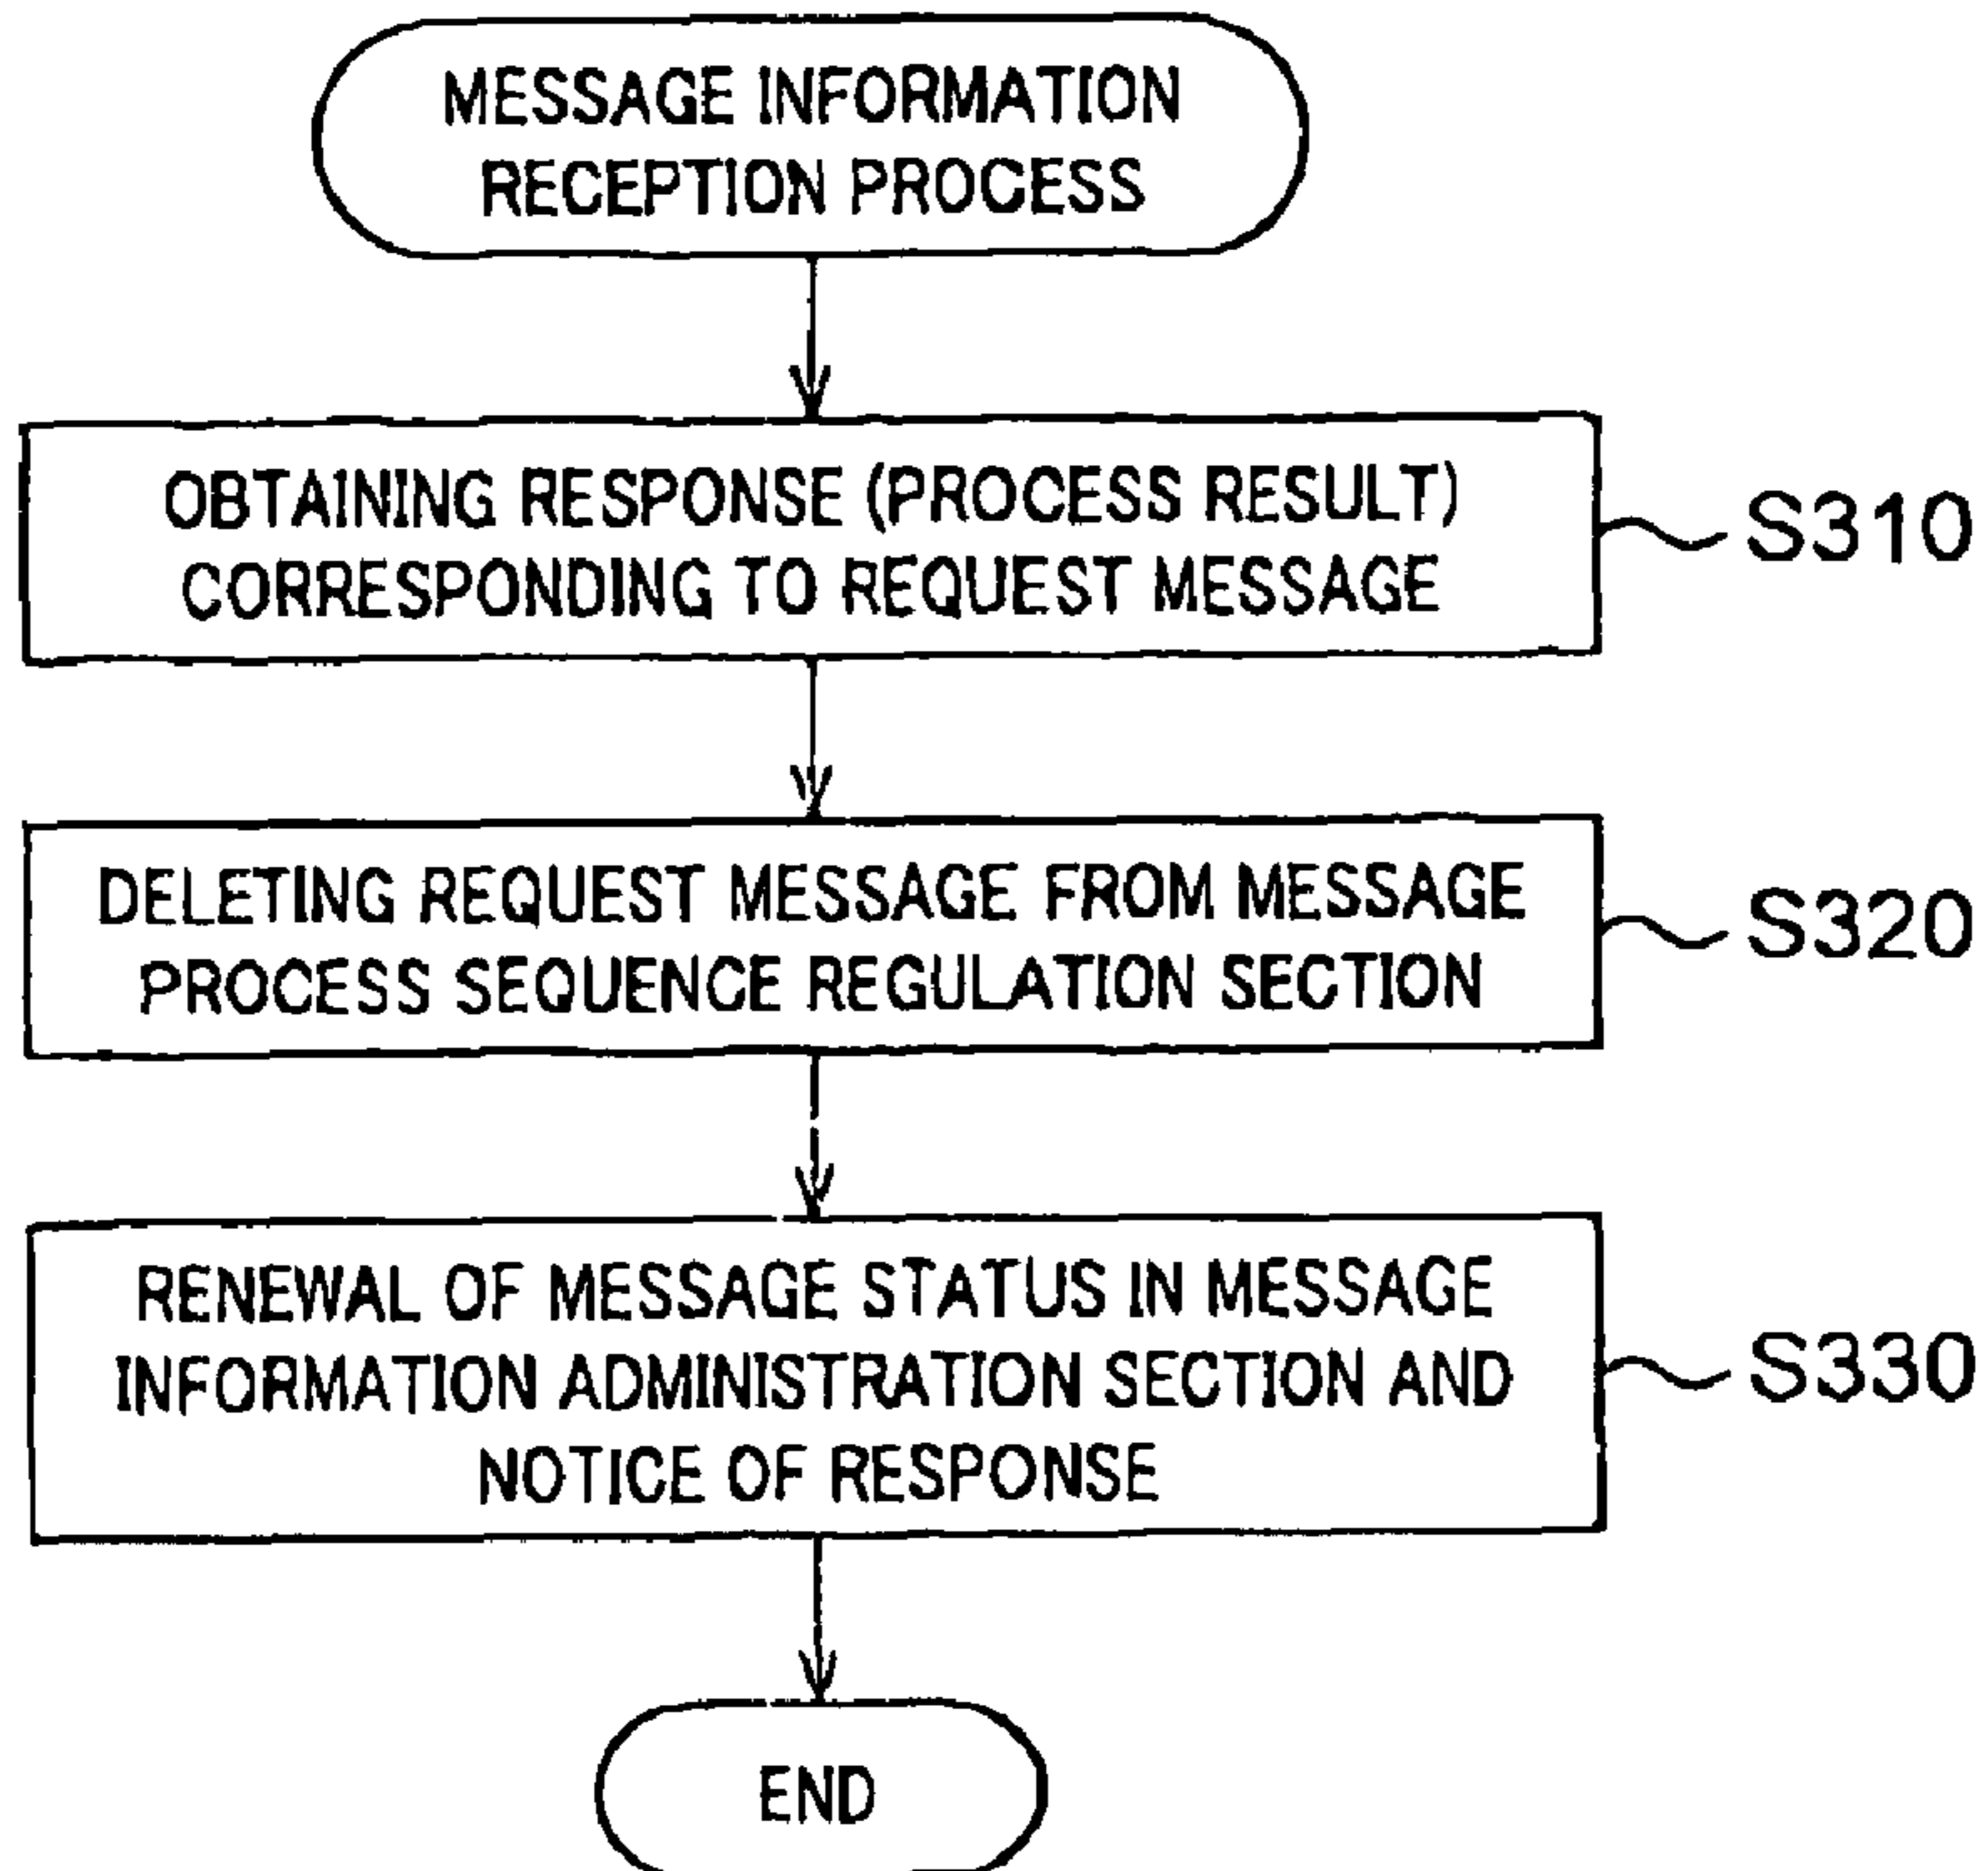 MESSAGE INFORMATION
RECEPTION PROCESS
OBTAINING RESPONSE (PROCESS RESULT)
CORRESPONDING TO REQUEST MESSAGE
S310
DELETING REQUEST MESSAGE FROM MESSAGE
PROCESS SEQUENCE REGULATION SECTION
S320
RENEWAL OF MESSAGE STATUS IN MESSAGE
INFORMATION ADMINISTRATION SECTION AND
NOTICE OF RESPONSE
S330
END